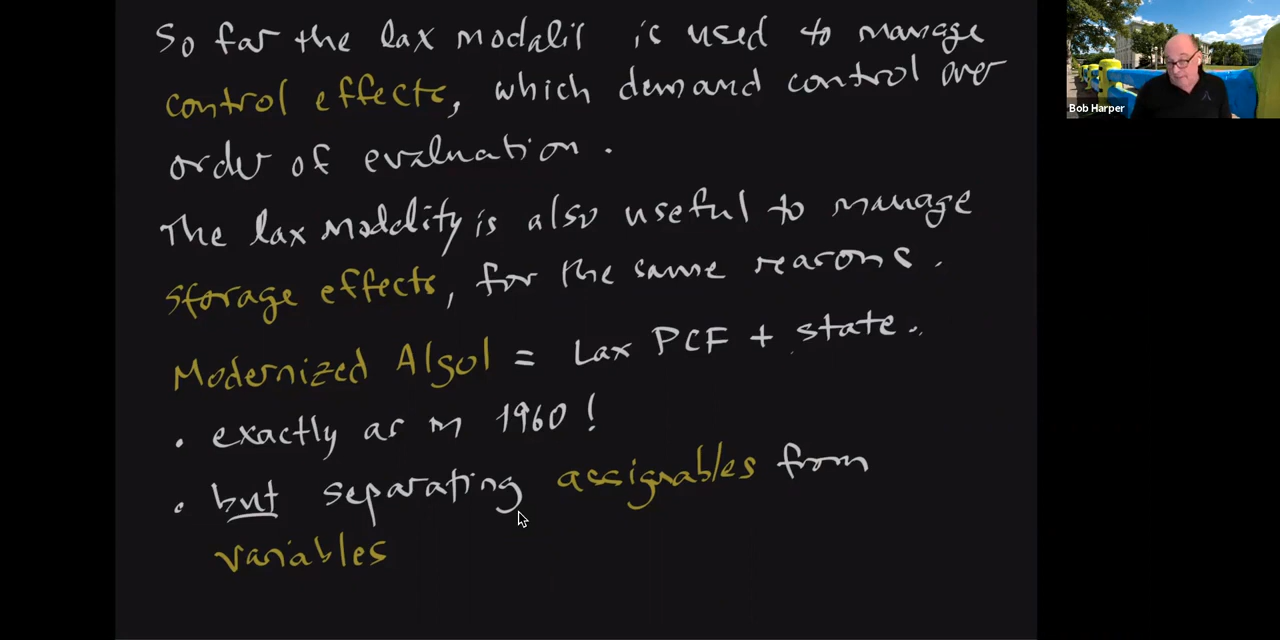 So far the lax modalit is used to manage
control effects, which demand control over
order of evaluation.
The lax modality is also useful to manage
storage effects, for the same reasons.
Modernized Algol = Lax PCF + state.
• exactly as in 1960!
• but separating assignables from
variables
Bob Harper